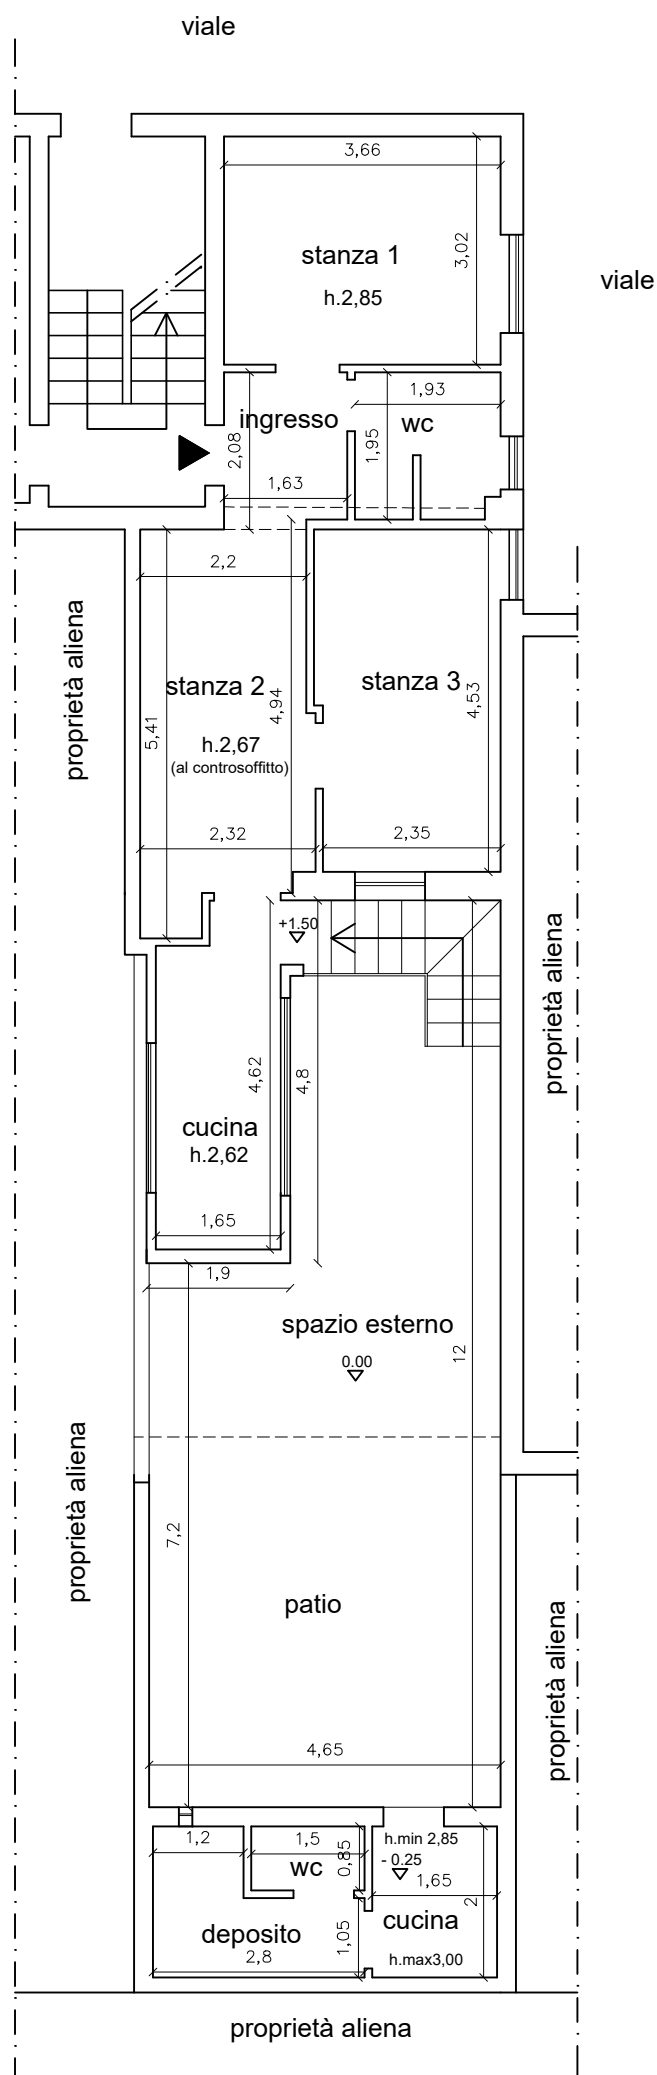 viale
3,66
stanza 1
3,02
h.2,85
viale
1,93
ingresso
wc
2,08
1,95
1,63
2,2
proprietà aliena
stanza 2
stanza 3
4,94
4,53
5,41
h.2,67
(al controsoffitto)
2,32
2,35
+1.50
proprietà aliena
4,62
4,8
cucina
h.2,62
1,65
1,9
spazio esterno
12
0.00
proprietà aliena
7,2
patio
proprietà aliena
4,65
1,2
1,5
h.min 2,85
0,85
- 0.25
wc
1,65
2
deposito
1,05
cucina
2,8
h.max3,00
proprietà aliena